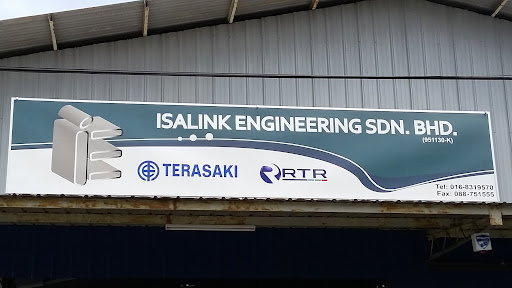 ISALINK ENGINEERING SDN. BHD.
(951130-K)
TERASAKI
RTR
Tel: 016-8319570
Fax: 088-751555